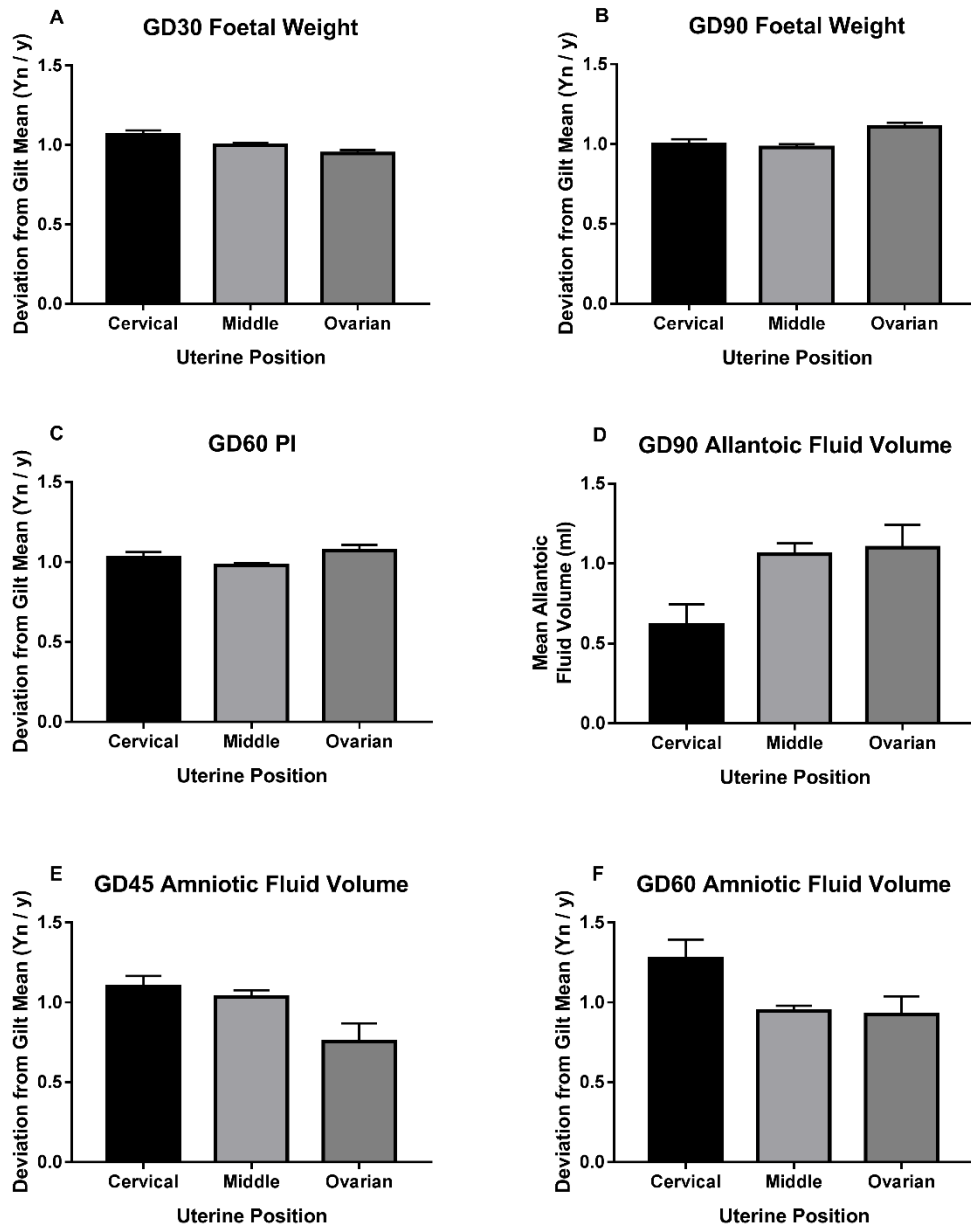 A
GD30 Foetal Weight
Deviation from Gilt Mean (Yn / y)
1.5
1.0
0.5
0.0
Cervical Middle Ovarian
Uterine Position
B
GD90 Foetal Weight
Deviation from Gilt Mean (Yn / y)
1.5
1.0
0.5
0.0
Cervical Middle Ovarian
Uterine Position
C
GD60 PI
Deviation from Gilt Mean (Yn / y)
1.5
1.0
0.5
0.0
Cervical Middle Ovarian
Uterine Position
D
GD90 Allantoic Fluid Volume
Mean Allantoic
Fluid Volume (ml)
1.5
1.0
0.5
0.0
Cervical Middle Ovarian
Uterine Position
E
GD45 Amniotic Fluid Volume
Deviation from Gilt Mean (Yn / y)
1.5
1.0
0.5
0.0
Cervical Middle Ovarian
Uterine Position
F
GD60 Amniotic Fluid Volume
Deviation from Gilt Mean (Yn / y)
1.5
1.0
0.5
0.0
Cervical Middle Ovarian
Uterine Position